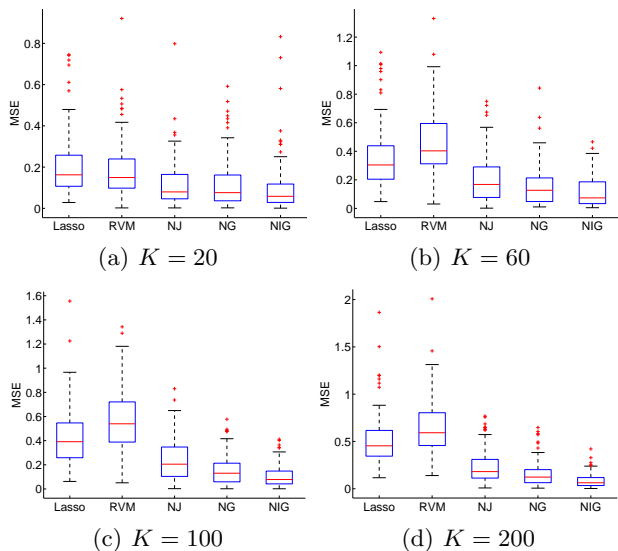 0.8
0.6
0.4
0.2
0
MSE
Lasso RVM NJ NG NIG
(a) K = 20
1.2
1
0.8
0.6
0.4
0.2
0
MSE
Lasso RVM NJ NG NIG
(b) K = 60
1.6
1.4
1.2
1
0.8
0.6
0.4
0.2
0
MSE
Lasso RVM NJ NG NIG
(c) K = 100
2
1.5
1
0.5
0
MSE
Lasso RVM NJ NG NIG
(d) K = 200